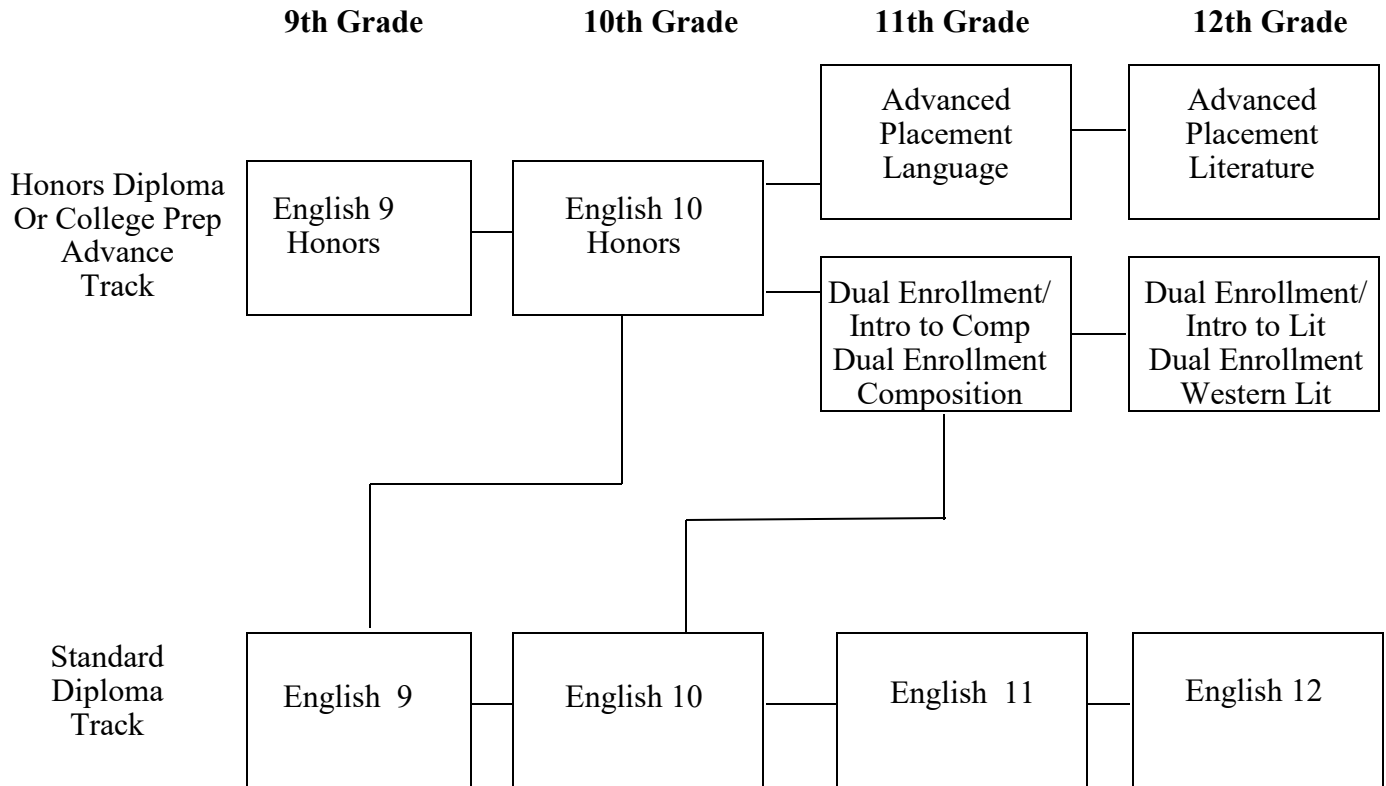 9th Grade 10th Grade 11th Grade 12th Grade
Honors Diploma
Or College Prep
Advance
Track
English 9
Honors
English 10
Honors
Advanced
Placement
Language
Advanced
Placement
Literature
Dual Enrollment/
Intro to Comp
Dual Enrollment
Composition
Dual Enrollment/
Intro to Lit
Dual Enrollment
Western Lit
Standard
Diploma
Track
English 9
English 10
English 11
English 12